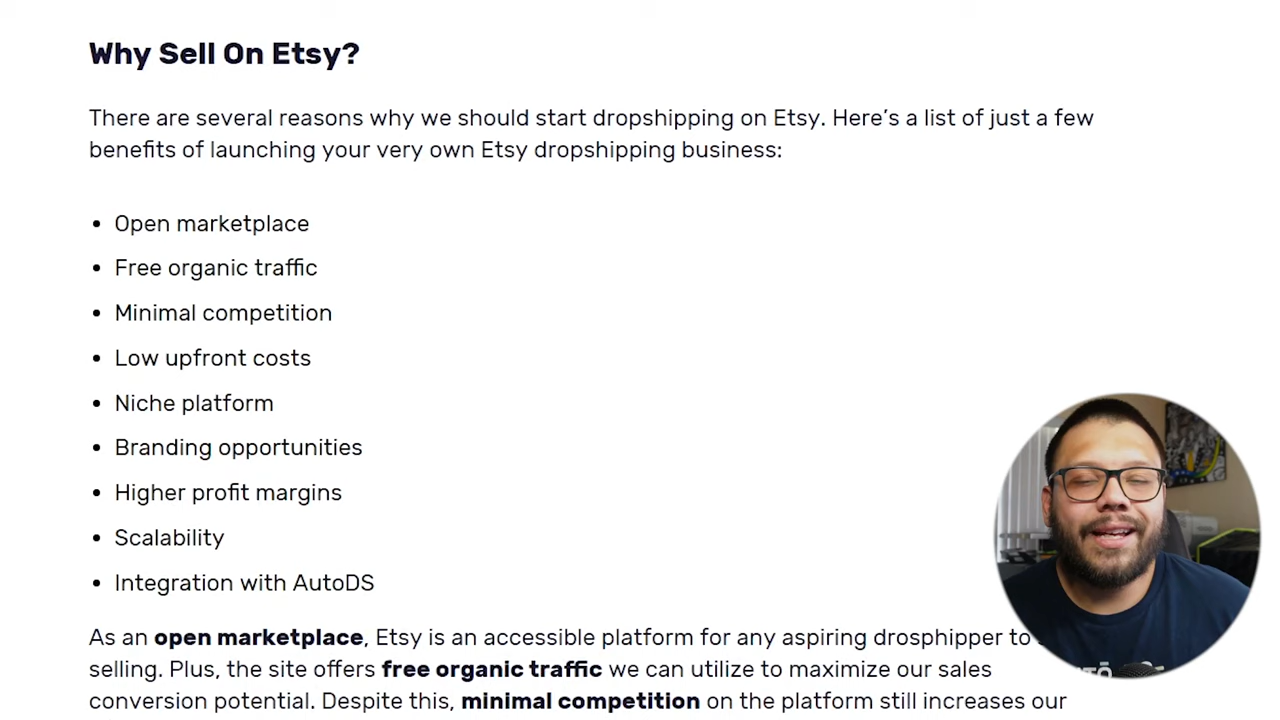 Why Sell On Etsy?
There are several reasons why we should start dropshipping on Etsy. Here’s a list of just a few
benefits of launching your very own Etsy dropshipping business:
• Open marketplace
• Free organic traffic
• Minimal competition
• Low upfront costs
• Niche platform
• Branding opportunities
• Higher profit margins
• Scalability
• Integration with AutoDS
As an open marketplace, Etsy is an accessible platform for any aspiring drosphipper to
selling. Plus, the site offers free organic traffic we can utilize to maximize our sales
conversion potential. Despite this, minimal competition on the platform still increases our